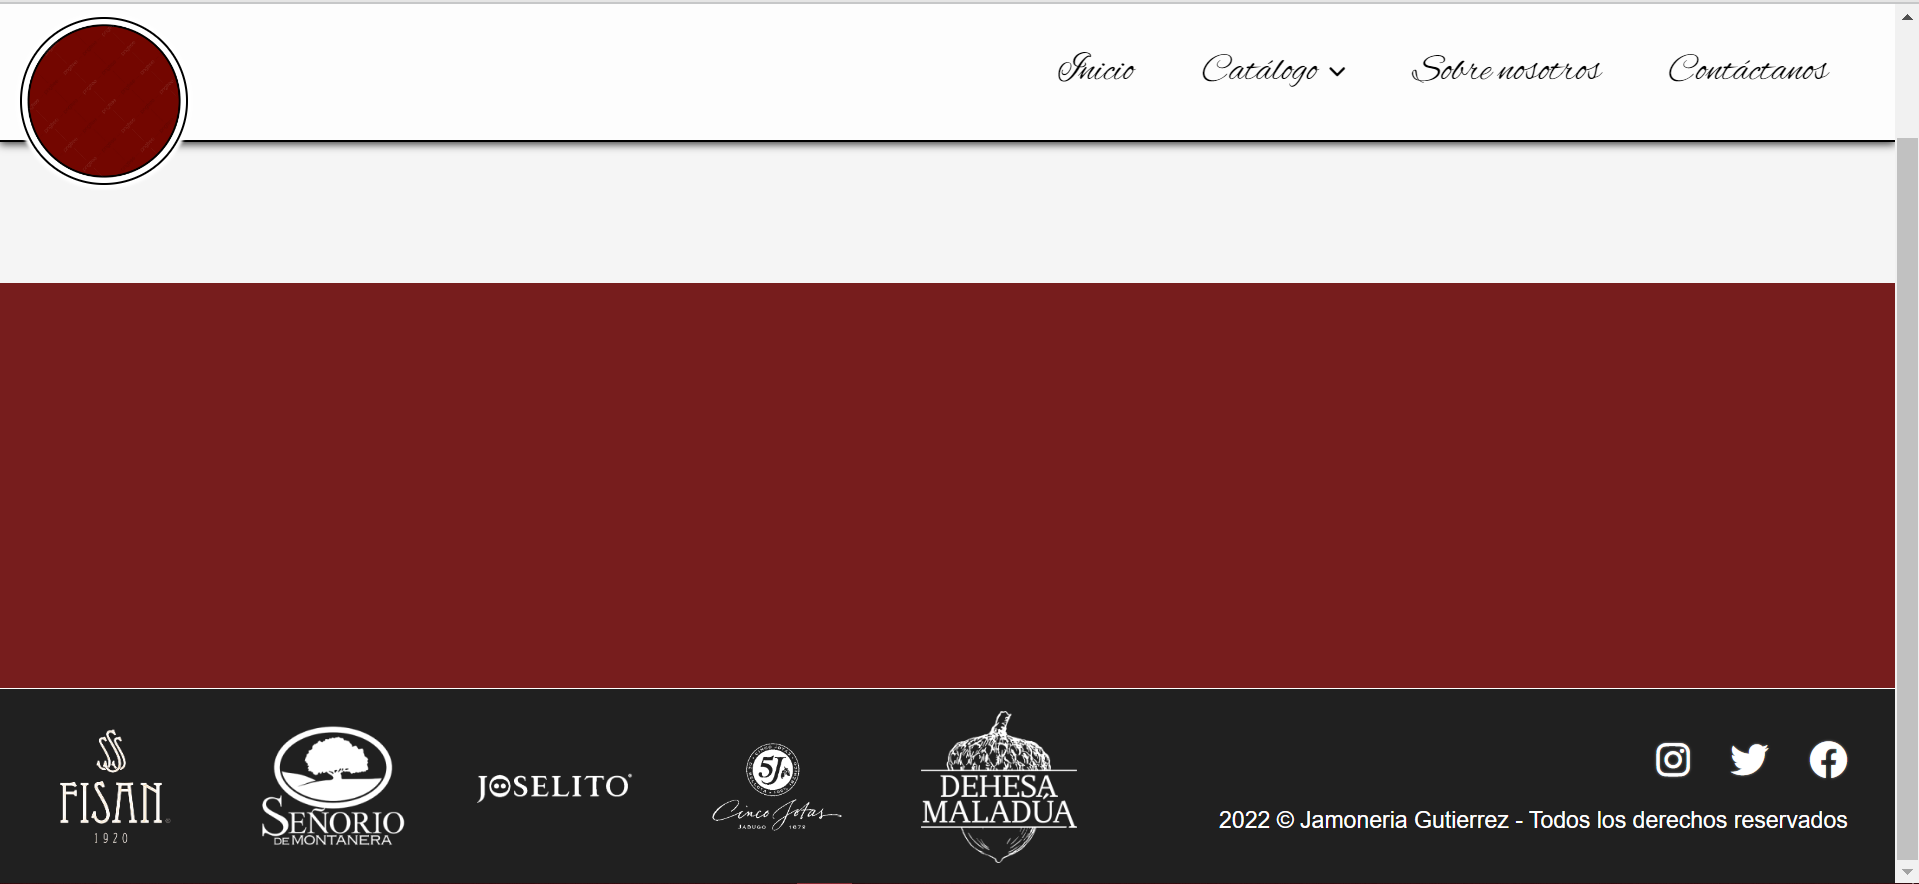 Inicio
Catálogo
Sobre nosotros
Contáctanos
FISAN
1920
SEÑORIO
DE MONTANERA
JOSELITO
5J
Cinco Jotas
JABUGO 1879
DEHESA
MALADÚA
2022 © Jamoneria Gutierrez - Todos los derechos reservados